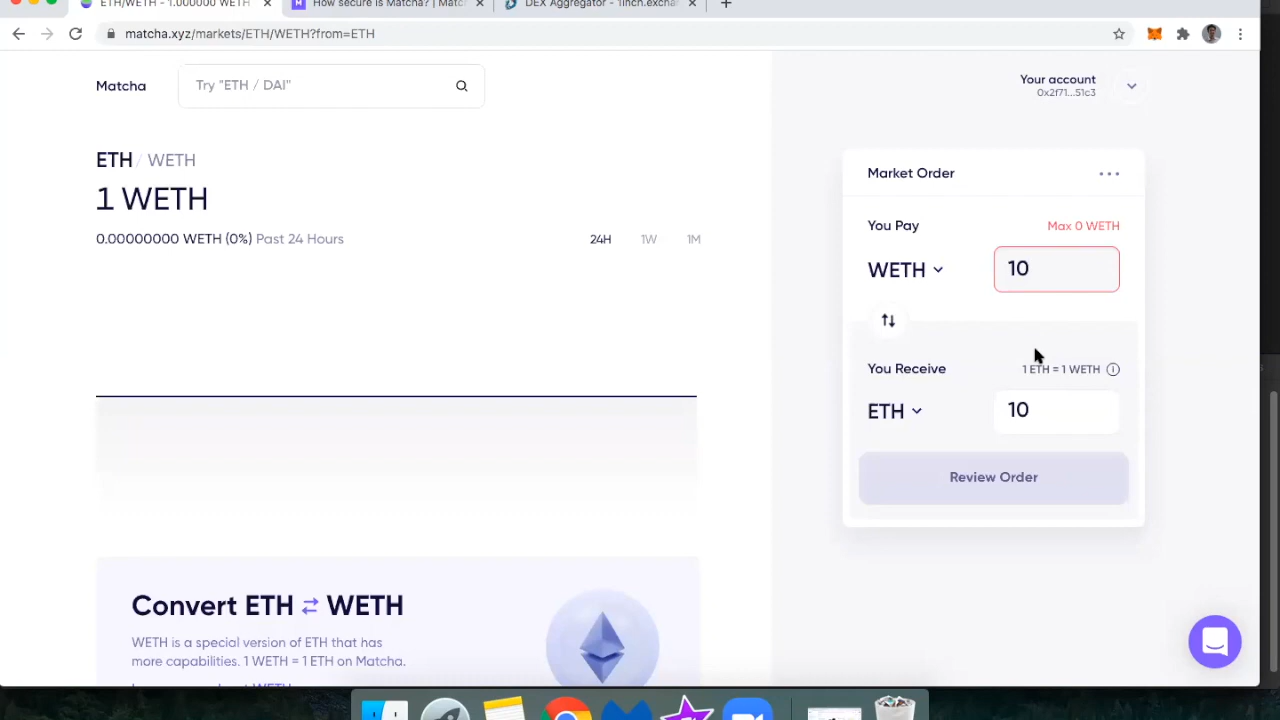 ETH/WETH - 1.000000 WETH
How secure is Matcha? | Matc
DEX Aggregator - 1inch.exchan
matcha.xyz/markets/ETH/WETH?from=ETH
Matcha
Try "ETH / DAI"
Your account
0x2f71...51c3
ETH / WETH
1 WETH
0.00000000 WETH (0%) Past 24 Hours
24H 1W 1M
Market Order
You Pay
Max 0 WETH
WETH
10
You Receive
1 ETH = 1 WETH
ETH
10
Review Order
Convert ETH ⇄ WETH
WETH is a special version of ETH that has
more capabilities. 1 WETH = 1 ETH on Matcha.